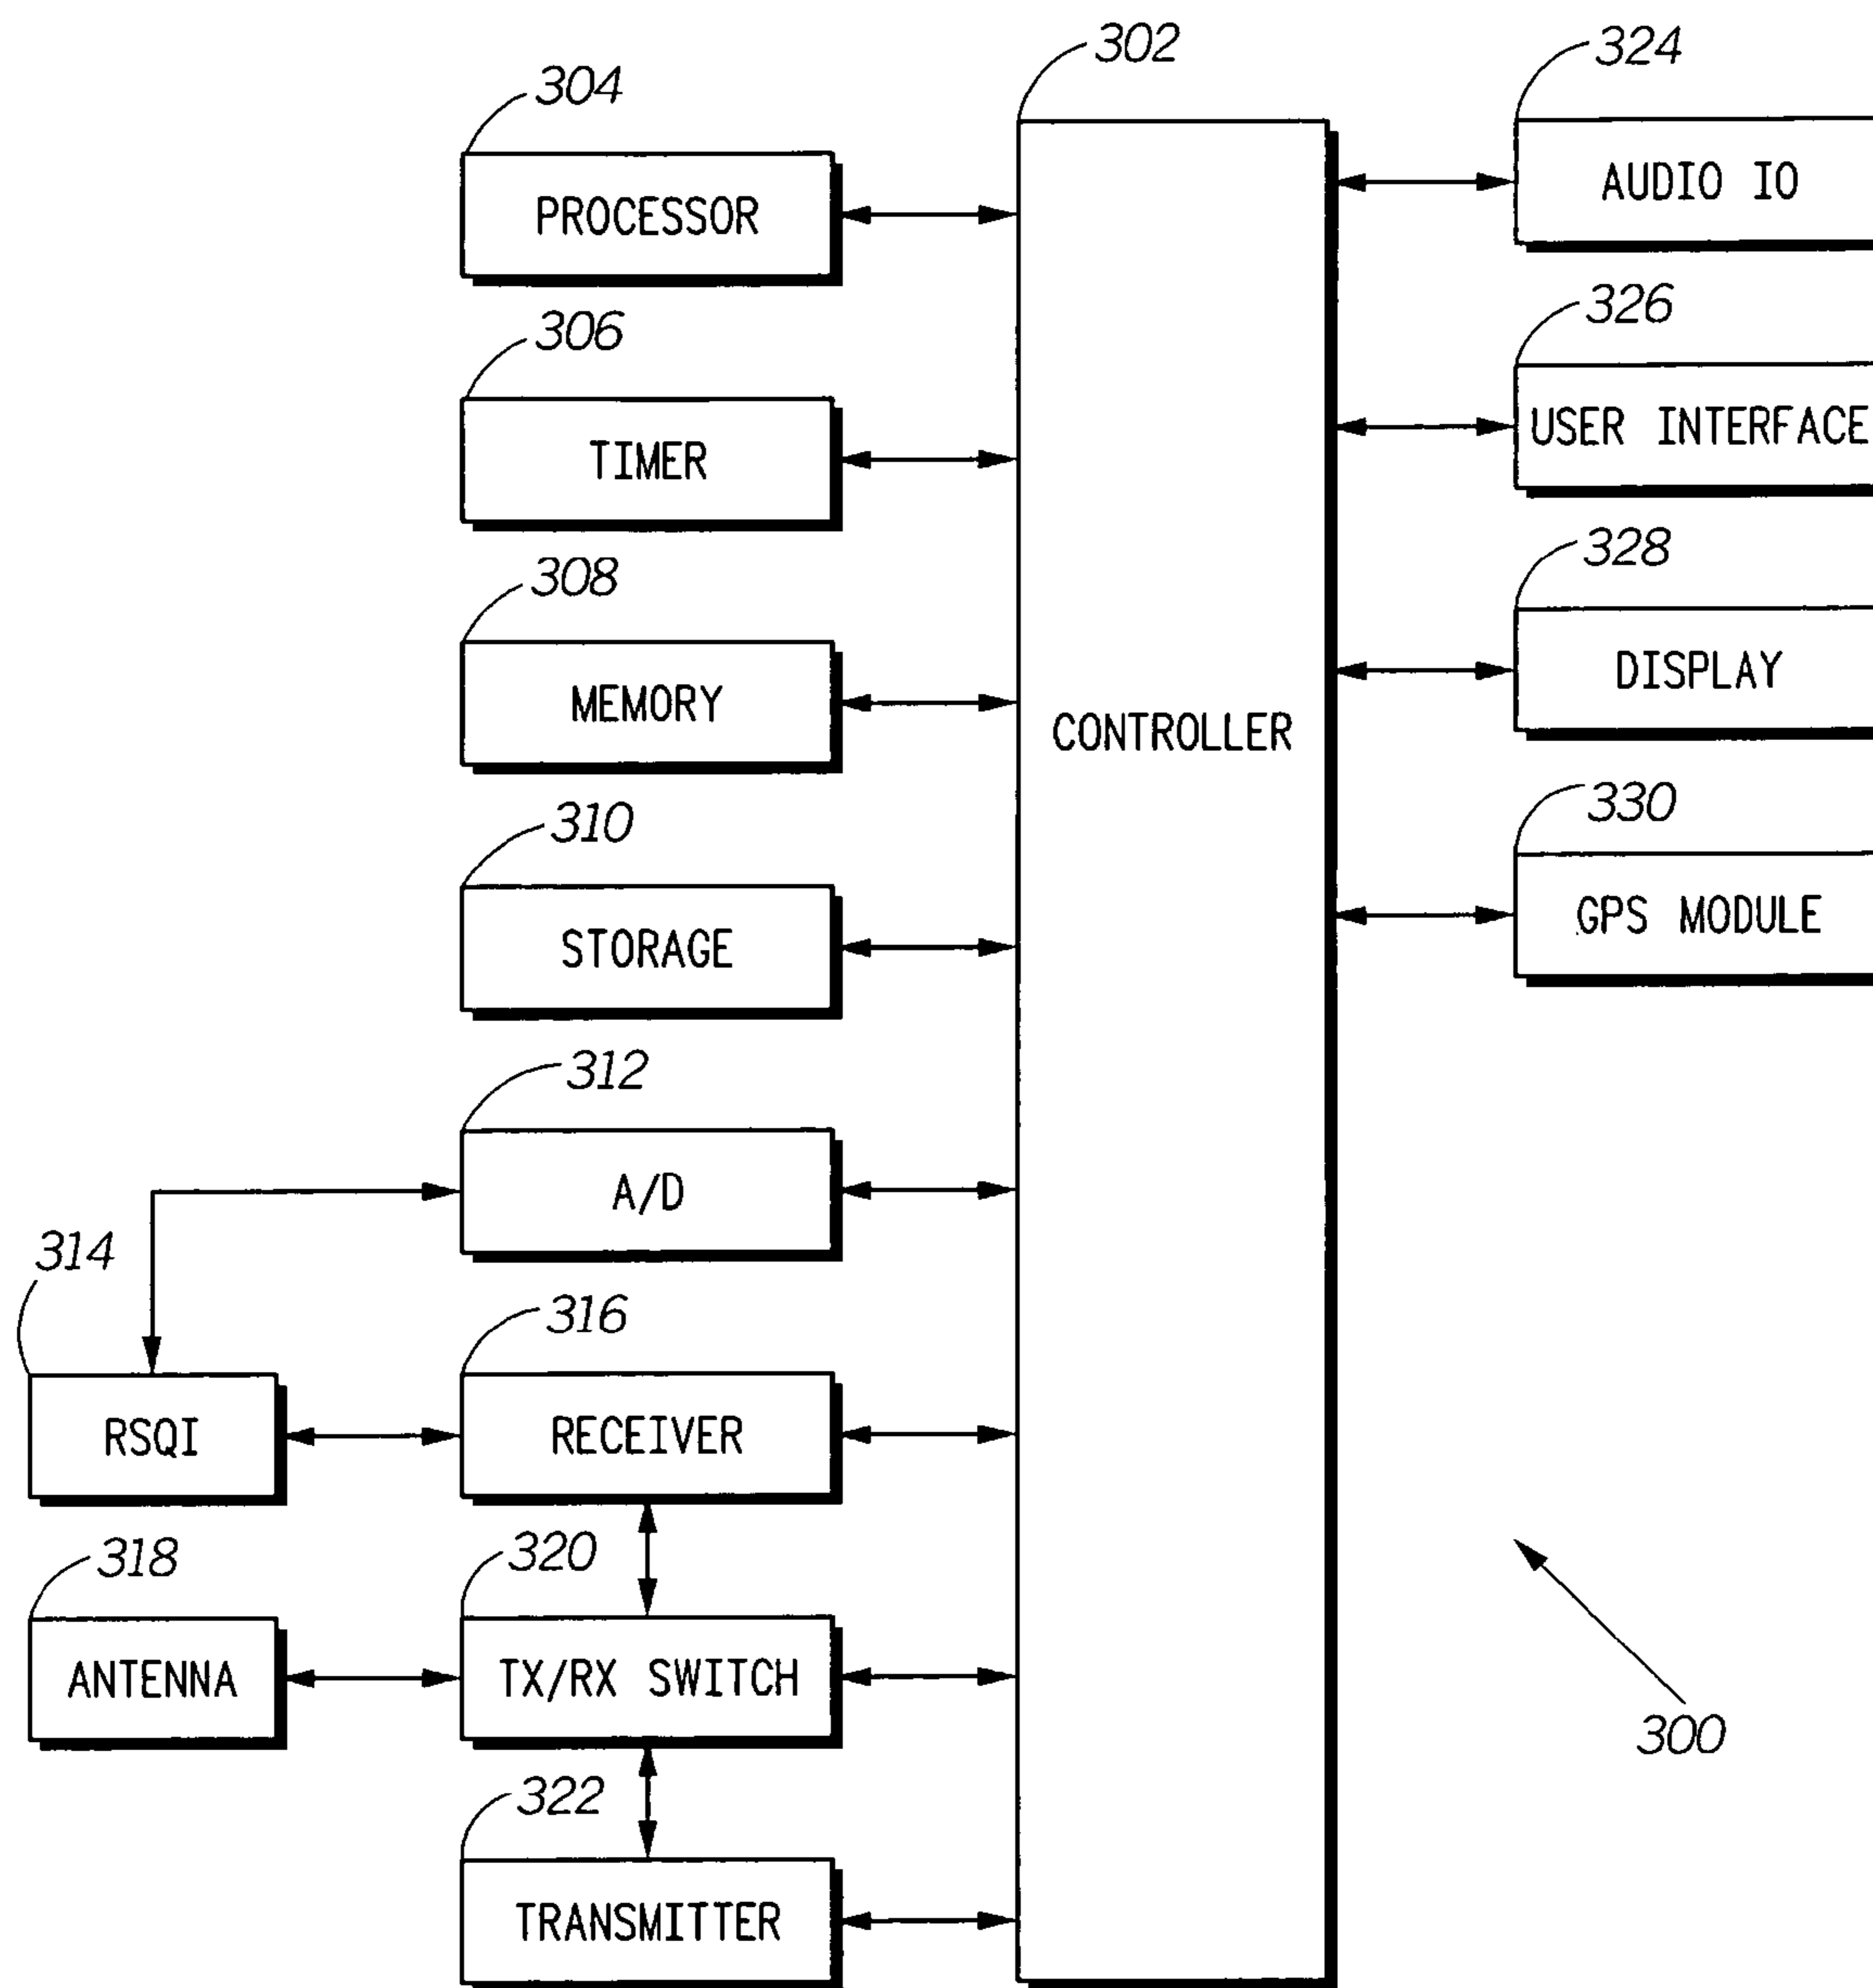 302
324
304
PROCESSOR
AUDIO IO
306
326
TIMER
USER INTERFACE
308
328
MEMORY
DISPLAY
CONTROLLER
310
330
STORAGE
GPS MODULE
312
A/D
314
316
RSQI
RECEIVER
318
320
ANTENNA
TX/RX SWITCH
300
322
TRANSMITTER